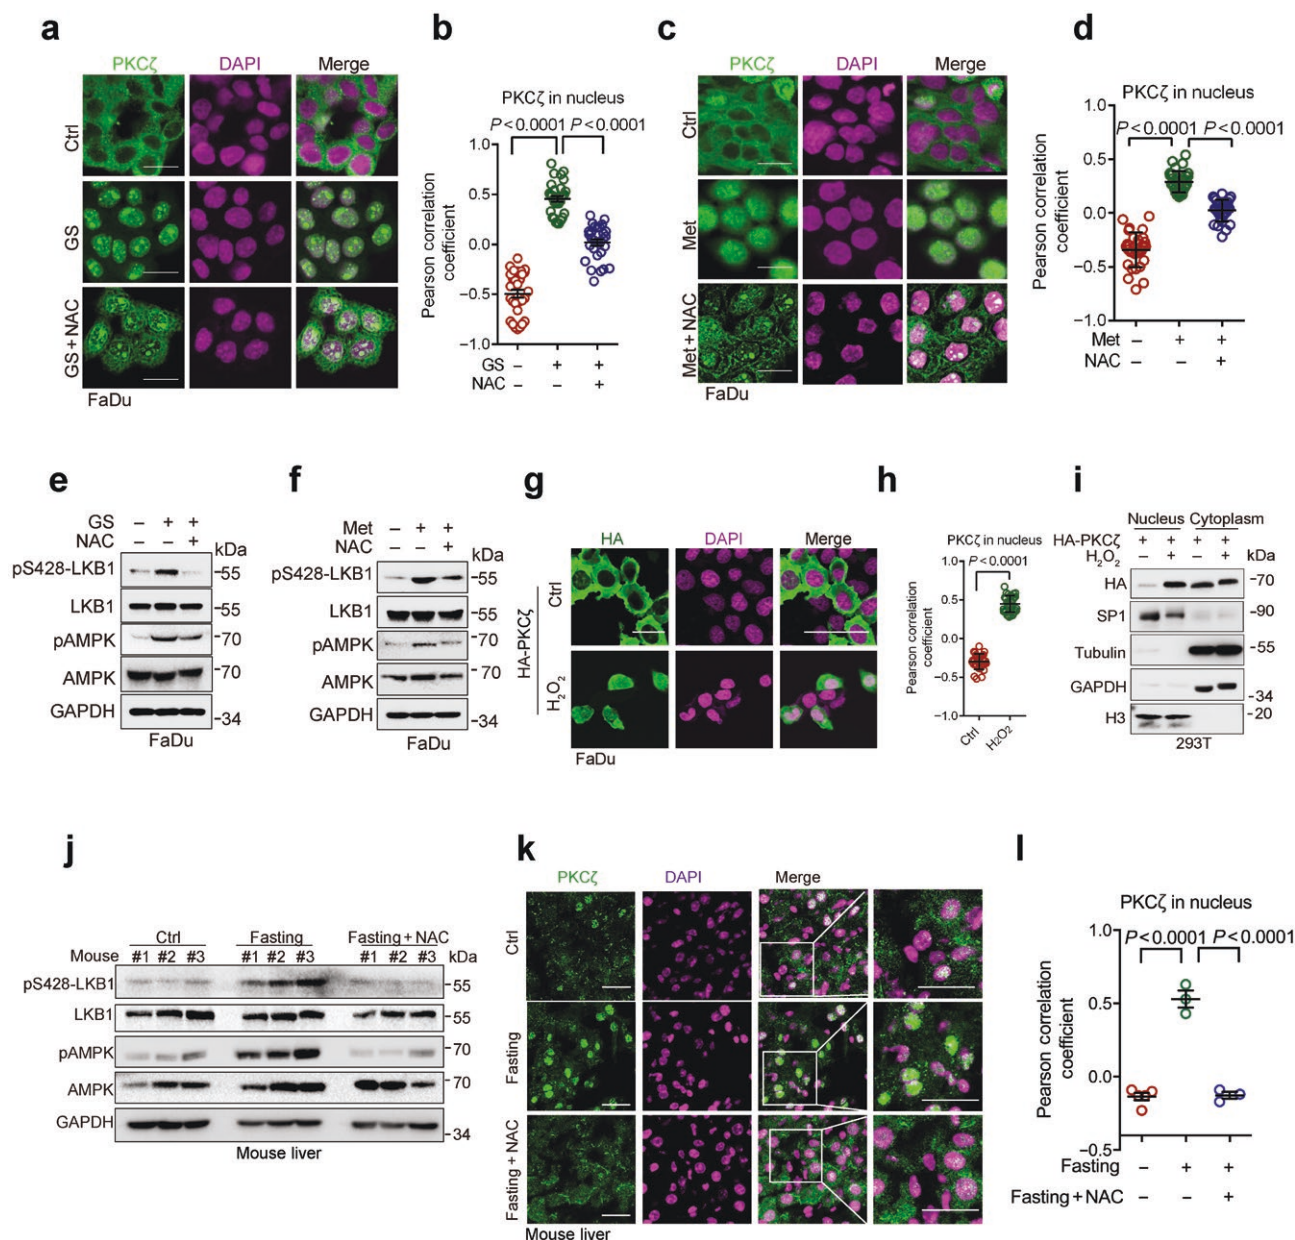 a
PKCζ DAPI Merge
Ctrl
GS
GS + NAC
FaDu
b
PKCζ in nucleus
P < 0.0001 P < 0.0001
Pearson correlation
coefficient
1.0
0.5
0.0
−0.5
−1.0
GS − + +
NAC − − +
c
PKCζ DAPI Merge
Ctrl
Met
Met + NAC
FaDu
d
PKCζ in nucleus
P < 0.0001 P < 0.0001
Pearson correlation
coefficient
1.0
0.5
0.0
−0.5
−1.0
Met − + +
NAC − − +
e
GS − + +
NAC − − + kDa
pS428-LKB1 -55
LKB1 -55
pAMPK -70
AMPK -70
GAPDH -34
FaDu
f
Met − + +
NAC − − + kDa
pS428-LKB1 -55
LKB1 -55
pAMPK -70
AMPK -70
GAPDH -34
FaDu
g
HA DAPI Merge
HA-PKCζ
Ctrl
H2O2
FaDu
h
PKCζ in nucleus
P < 0.0001
Pearson correlation
coefficient
1.0
0.5
0.0
−0.5
−1.0
Ctrl H2O2
i
Nucleus Cytoplasm
HA-PKCζ + + + +
H2O2 − + − + kDa
HA -70
SP1 -90
Tubulin -55
GAPDH -34
H3 -20
293T
j
Ctrl Fasting Fasting + NAC
Mouse #1 #2 #3 #1 #2 #3 #1 #2 #3 kDa
pS428-LKB1 -55
LKB1 -55
pAMPK -70
AMPK -70
GAPDH -34
Mouse liver
k
PKCζ DAPI Merge
Ctrl
Fasting
Fasting + NAC
Mouse liver
l
PKCζ in nucleus
P < 0.0001 P < 0.0001
Pearson correlation
coefficient
1.0
0.5
0.0
−0.5
Fasting − + +
Fasting + NAC − − +